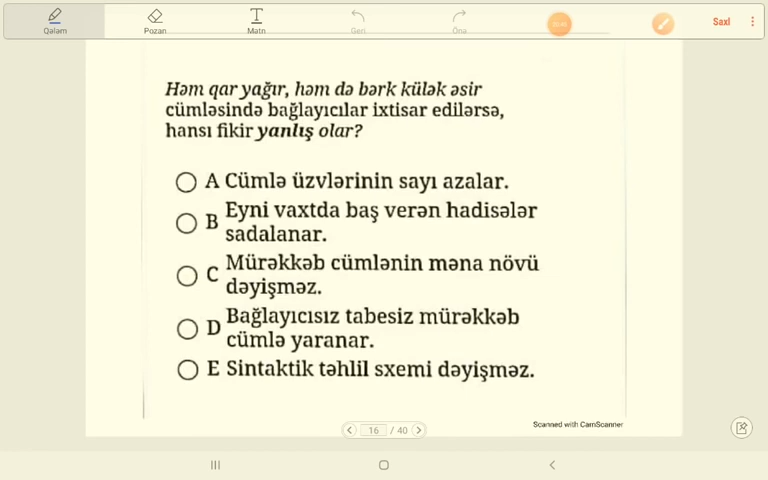 Qələm
Pozan
Mətn
Geri
Önə
Saxl
Həm qar yağır, həm də bərk külək əsir
cümləsində bağlayıcılar ixtisar edilərsə,
hansı fikir yanlış olar?
A Cümlə üzvlərinin sayı azalar.
B Eyni vaxtda baş verən hadisələr
sadalanar.
C Mürəkkəb cümlənin məna növü
dəyişməz.
D Bağlayıcısız tabesiz mürəkkəb
cümlə yaranar.
E Sintaktik təhlil sxemi dəyişməz.
16 / 40
Scanned with CamScanner